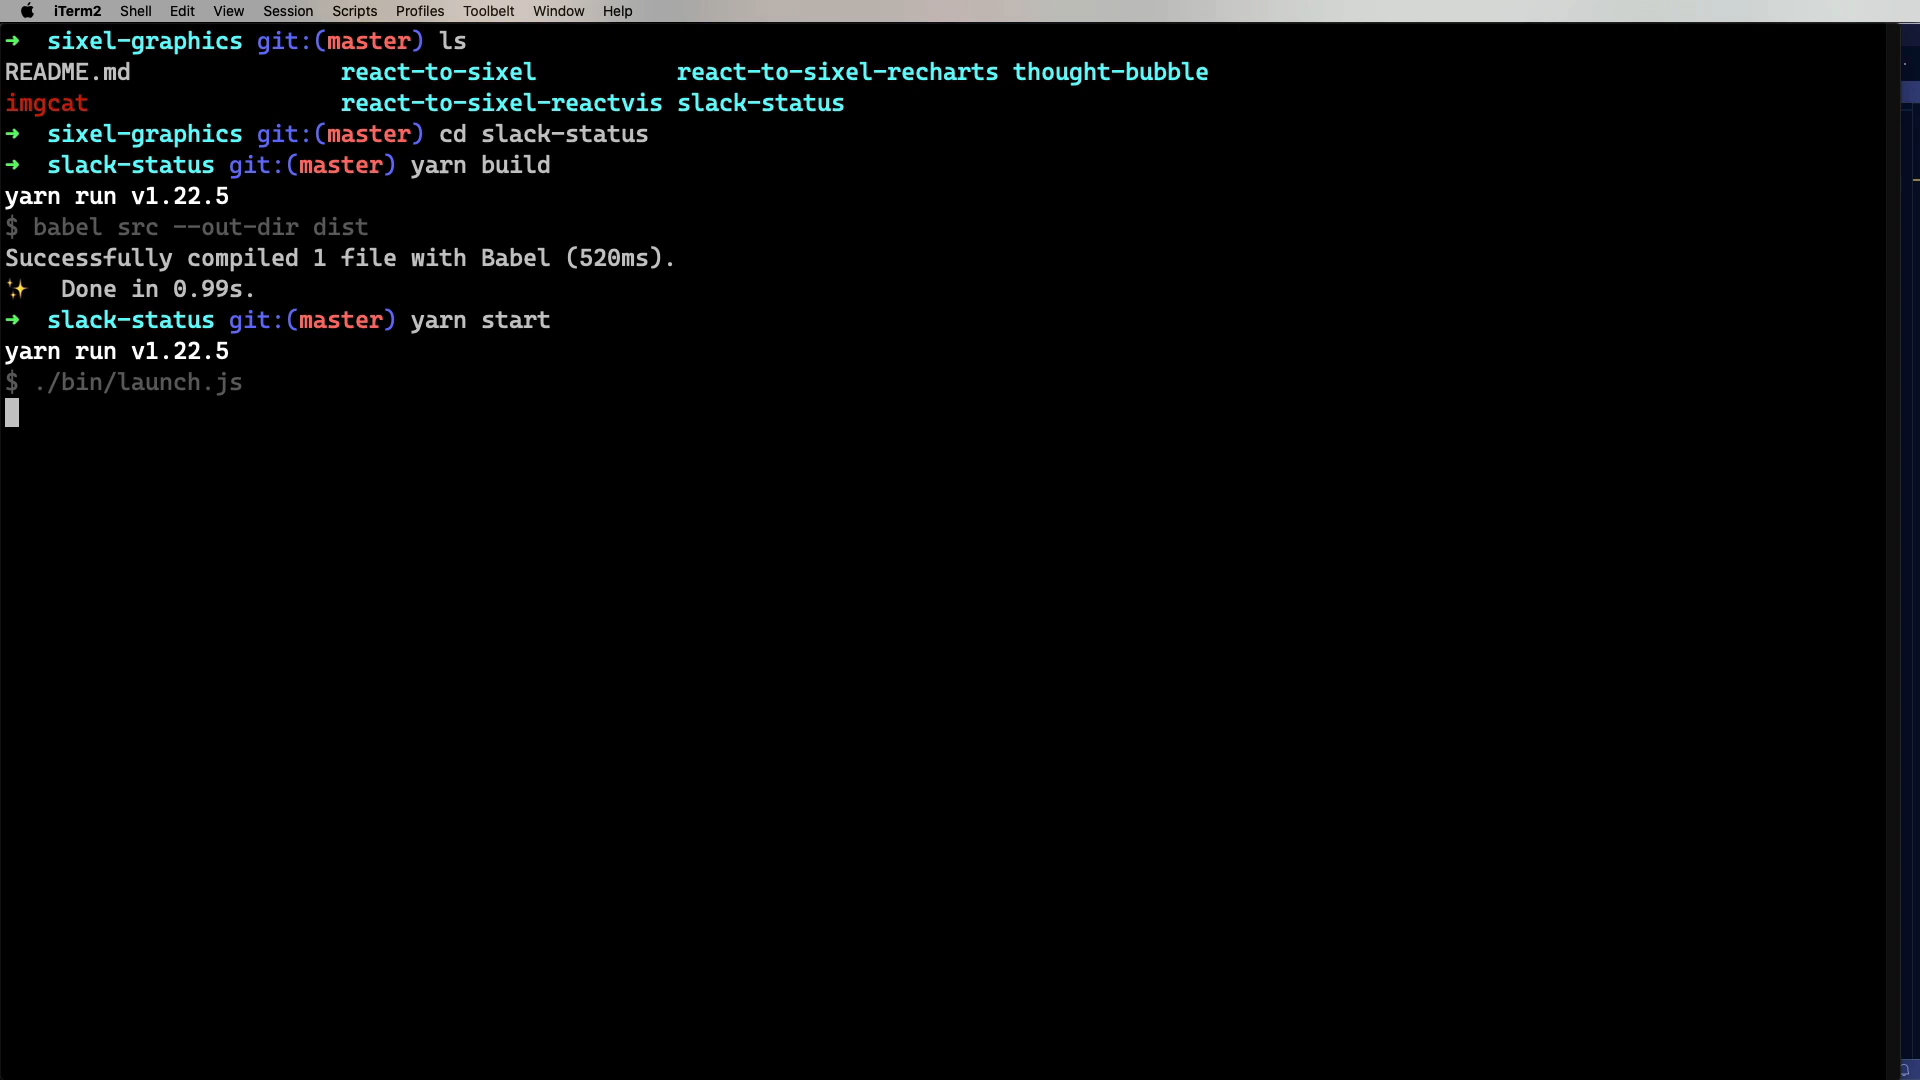 iTerm2 Shell Edit View Session Scripts Profiles Toolbelt Window Help
➜ sixel-graphics git:(master) ls
README.md react-to-sixel react-to-sixel-recharts thought-bubble
imgcat react-to-sixel-reactvis slack-status
➜ sixel-graphics git:(master) cd slack-status
➜ slack-status git:(master) yarn build
yarn run v1.22.5
$ babel src --out-dir dist
Successfully compiled 1 file with Babel (520ms).
✨ Done in 0.99s.
➜ slack-status git:(master) yarn start
yarn run v1.22.5
$ ./bin/launch.js